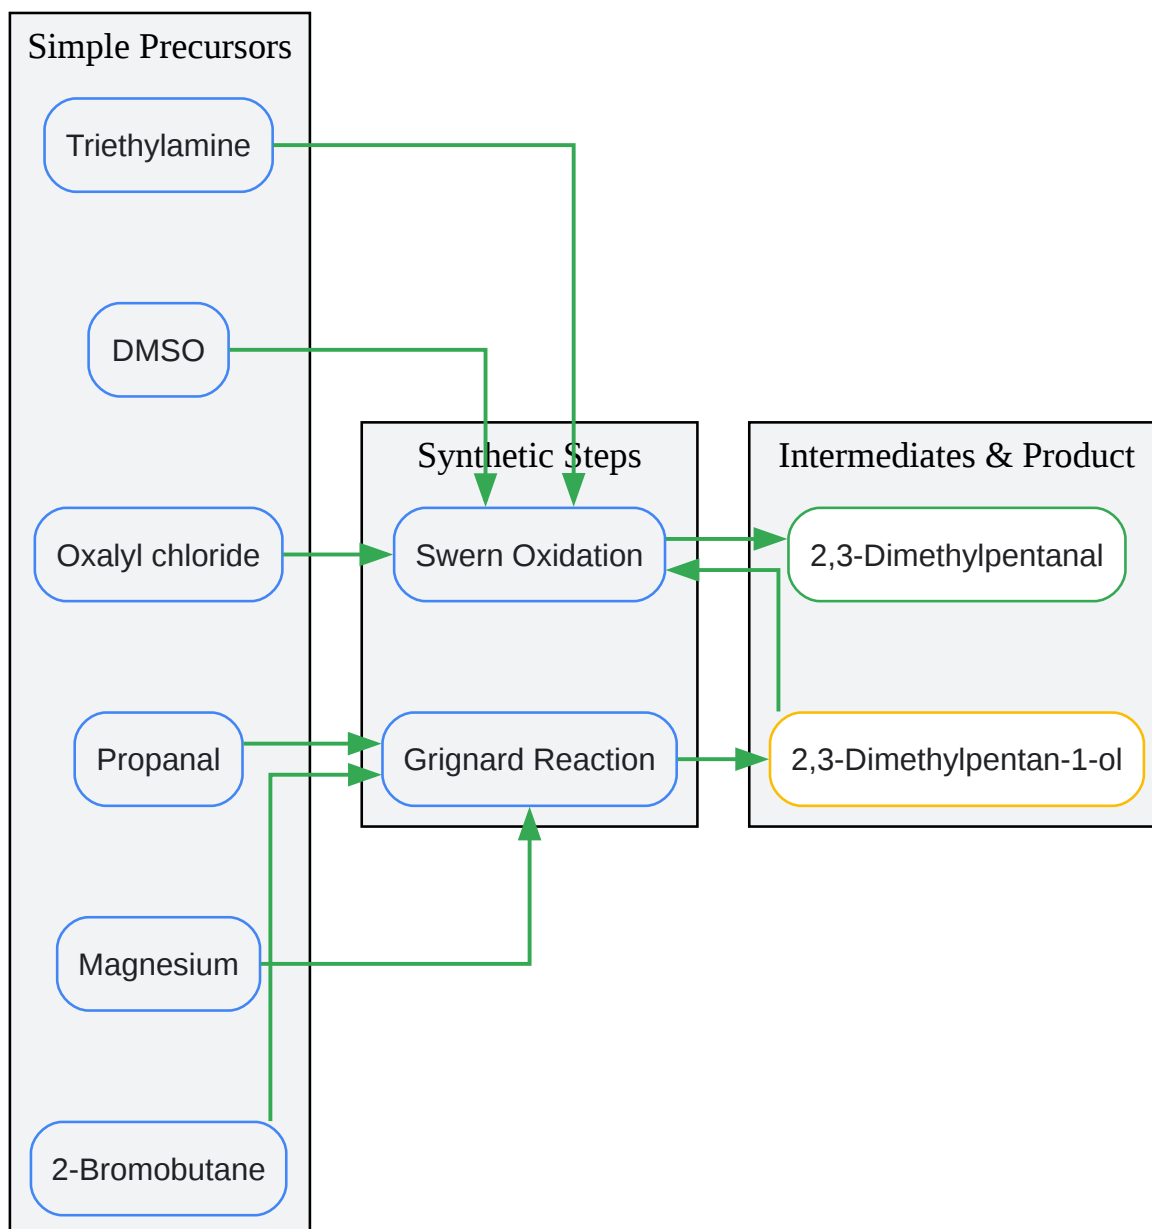 Simple Precursors
Triethylamine
DMSO
Oxalyl chloride
Propanal
Magnesium
2-Bromobutane
Synthetic Steps
Swern Oxidation
Grignard Reaction
Intermediates & Product
2,3-Dimethylpentanal
2,3-Dimethylpentan-1-ol